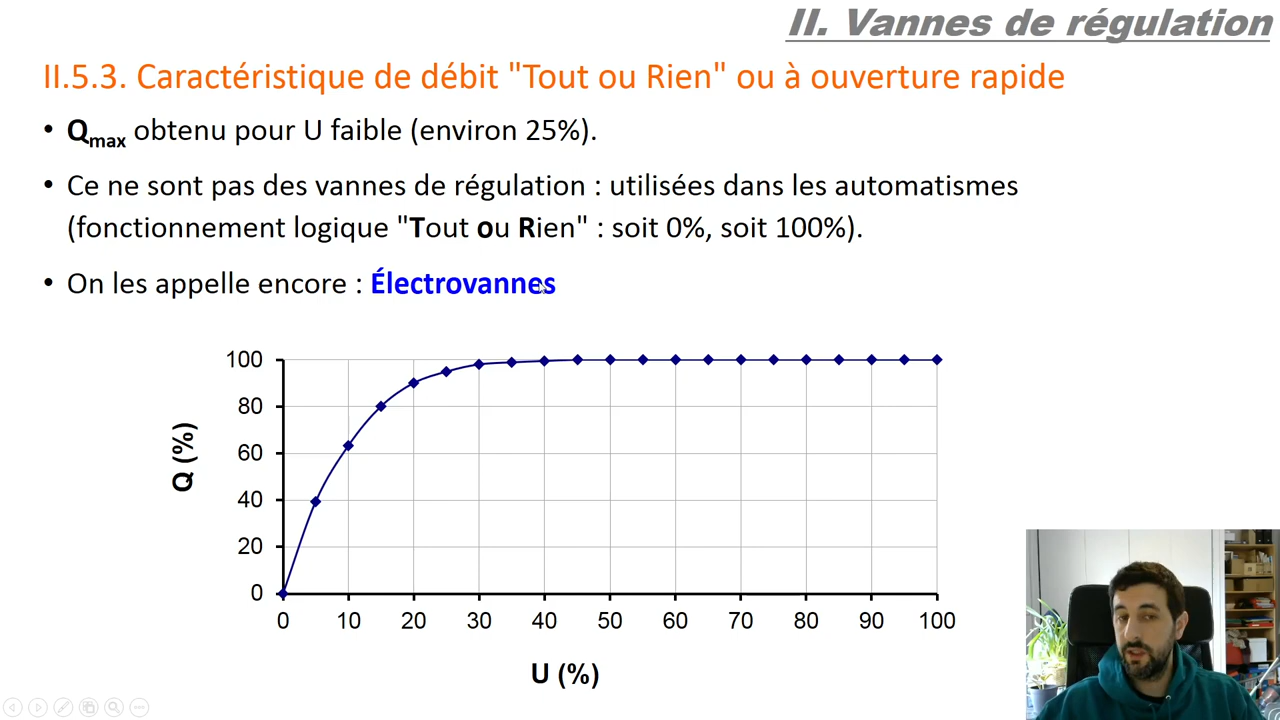 II. Vannes de régulation
II.5.3. Caractéristique de débit "Tout ou Rien" ou à ouverture rapide
• Qmax obtenu pour U faible (environ 25%).
• Ce ne sont pas des vannes de régulation : utilisées dans les automatismes
(fonctionnement logique "Tout ou Rien" : soit 0%, soit 100%).
• On les appelle encore : Électrovannes
100
80
60
40
20
0
Q (%)
0 10 20 30 40 50 60 70 80 90 100
U (%)